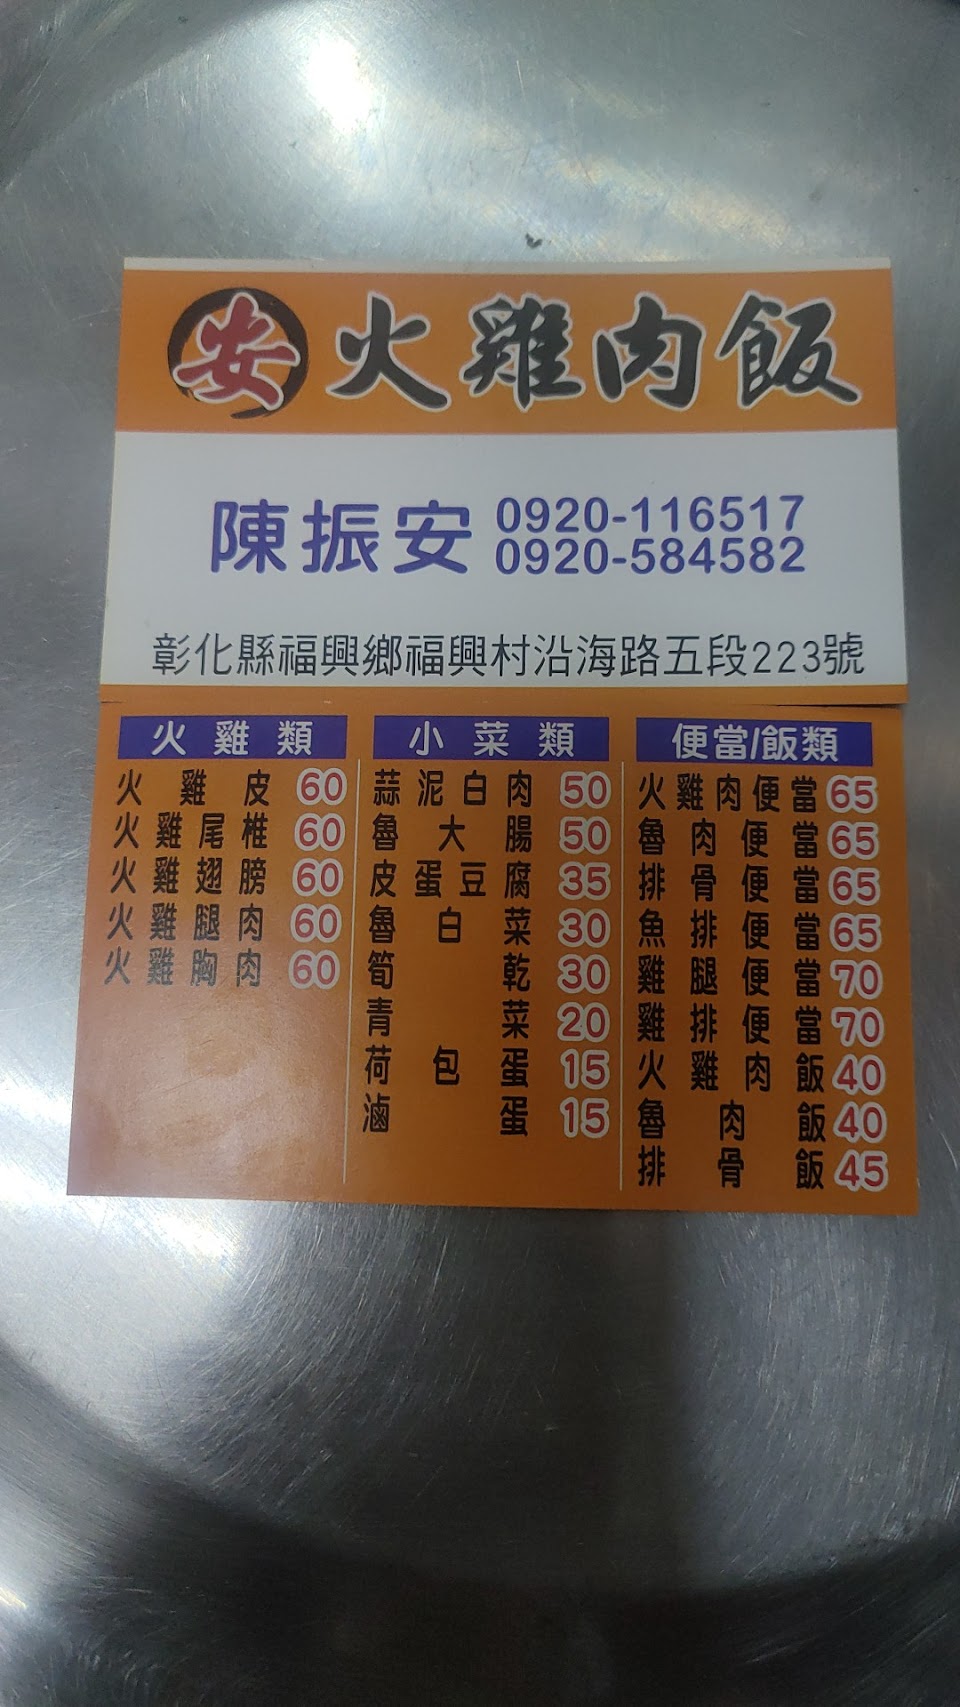 安 火雞肉飯
陳振安 0920-116517
0920-584582
彰化縣福興鄉福興村沿海路五段223號
火雞類
火雞皮 60
火雞尾椎 60
火雞翅膀 60
火雞腿肉 60
火雞胸肉 60
小菜類
蒜泥白肉 50
魯大腸 50
皮蛋豆腐 35
魯白菜 30
筍乾 30
青菜 20
荷包蛋 15
滷蛋 15
便當/飯類
火雞肉便當 65
魯肉便當 65
排骨便當 65
魚排便當 65
雞腿便當 70
雞排便當 70
火雞肉飯 40
魯肉飯 40
排骨飯 45